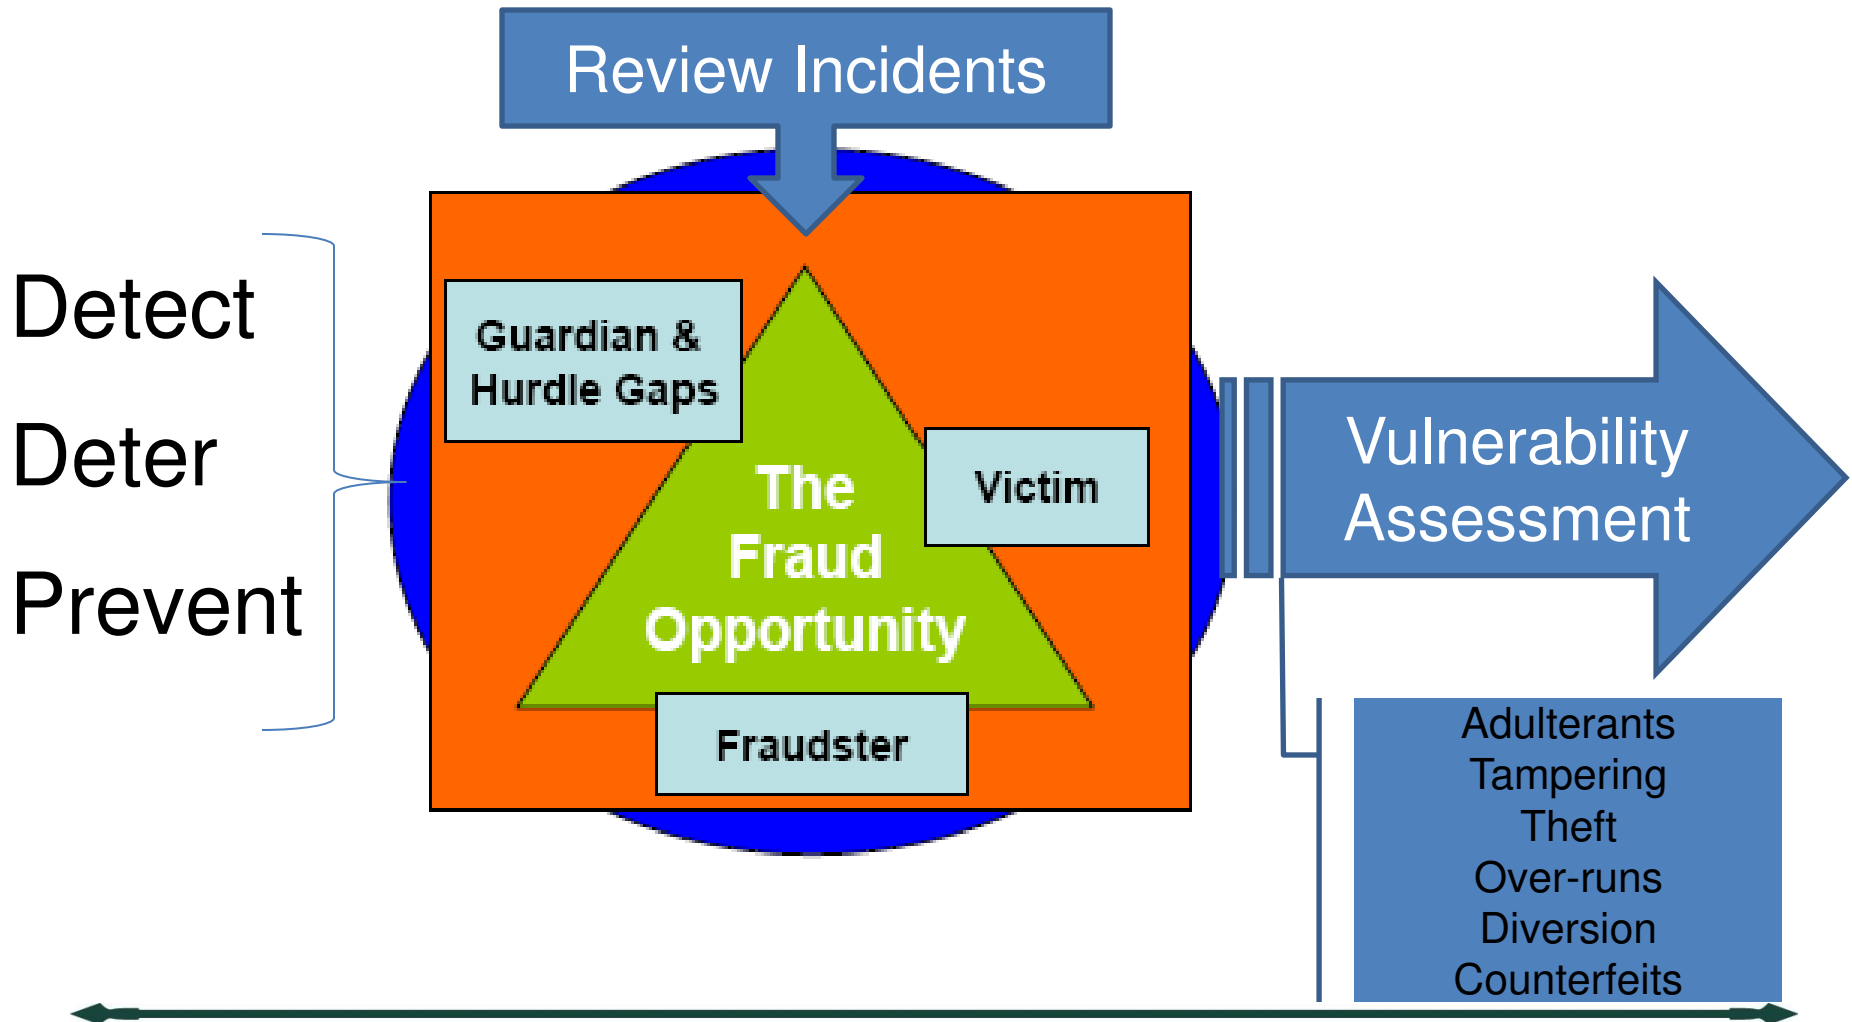 Review Incidents
Detect
Deter
Prevent
Guardian &
Hurdle Gaps
Victim
The
Fraud
Opportunity
Fraudster
Vulnerability
Assessment
Adulterants
Tampering
Theft
Over-runs
Diversion
Counterfeits